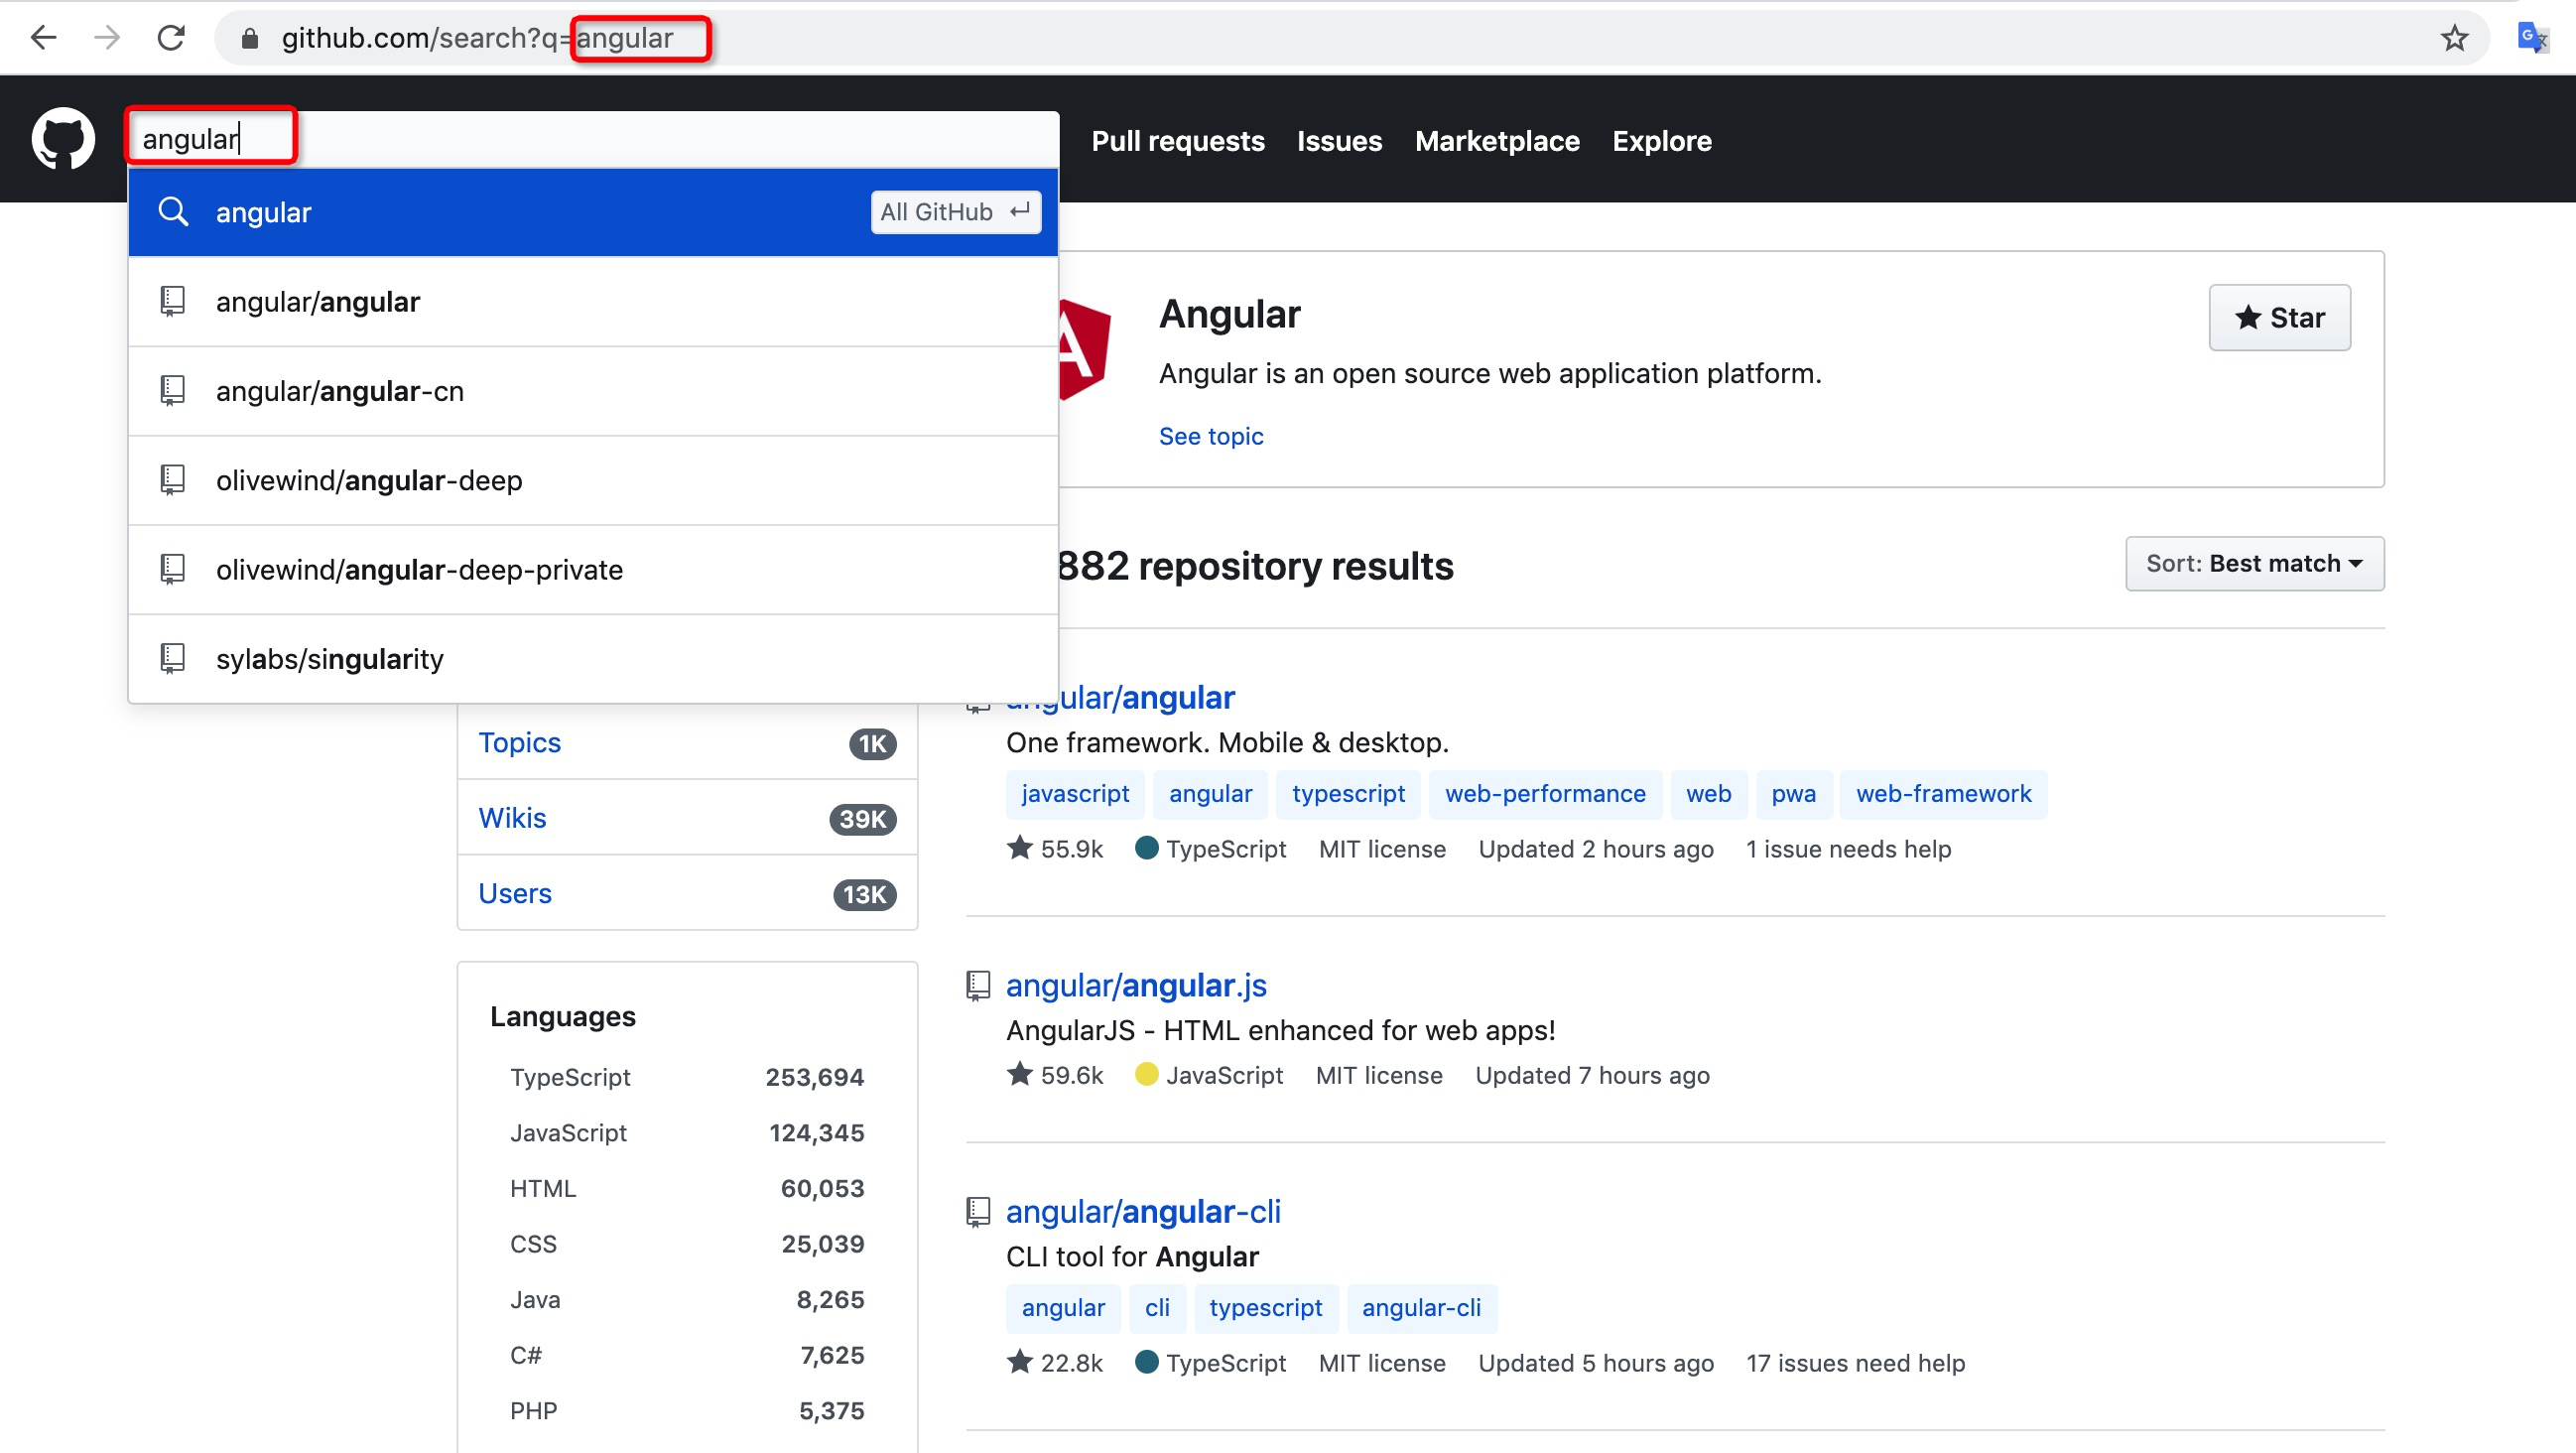 github.com/search?q=angular
angular
Pull requests Issues Marketplace Explore
angular All GitHub
angular/angular
angular/angular-cn
olivewind/angular-deep
olivewind/angular-deep-private
sylabs/singularity
Angular
Star
Angular is an open source web application platform.
See topic
882 repository results
Sort: Best match
Topics 1K
Wikis 39K
Users 13K
Languages
TypeScript 253,694
JavaScript 124,345
HTML 60,053
CSS 25,039
Java 8,265
C# 7,625
PHP 5,375
angular/angular
One framework. Mobile & desktop.
javascript angular typescript web-performance web pwa web-framework
55.9k TypeScript MIT license Updated 2 hours ago 1 issue needs help
angular/angular.js
AngularJS - HTML enhanced for web apps!
59.6k JavaScript MIT license Updated 7 hours ago
angular/angular-cli
CLI tool for Angular
angular cli typescript angular-cli
22.8k TypeScript MIT license Updated 5 hours ago 17 issues need help